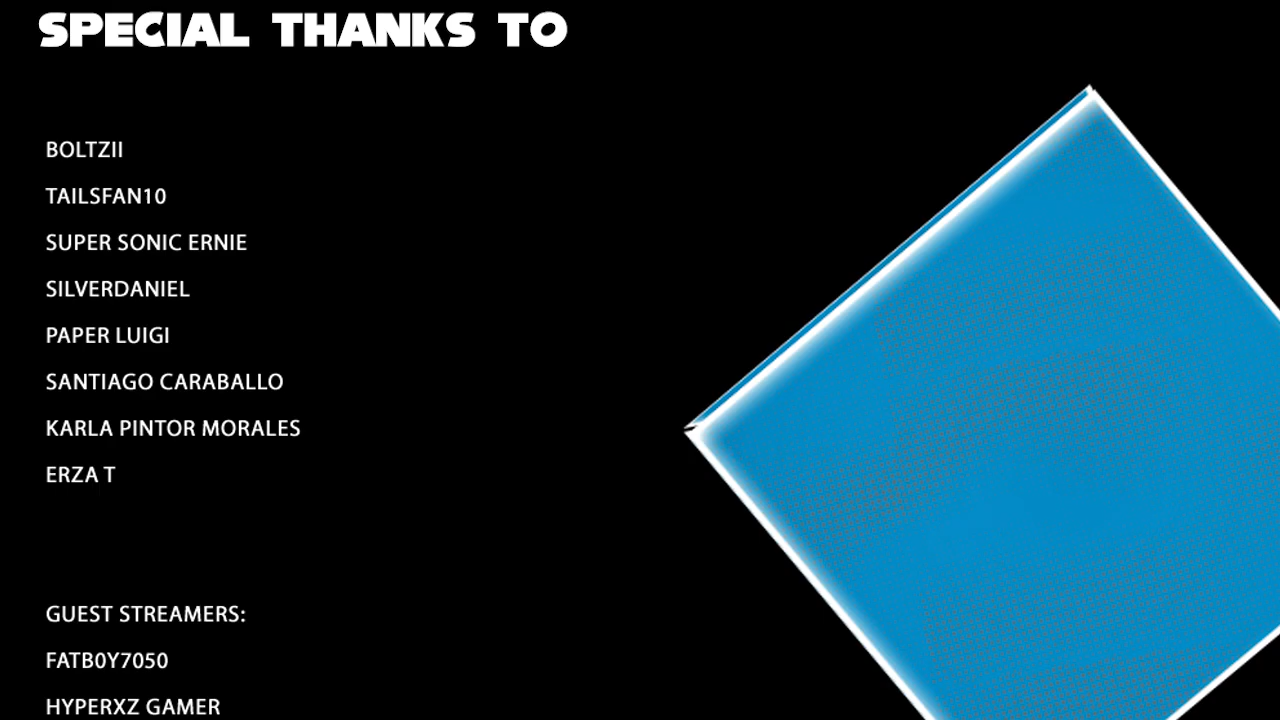 SPECIAL THANKS TO
BOLTZII
TAILSFAN10
SUPER SONIC ERNIE
SILVERDANIEL
PAPER LUIGI
SANTIAGO CARABALLO
KARLA PINTOR MORALES
ERZA T
GUEST STREAMERS:
FATB0Y7050
HYPERXZ GAMER